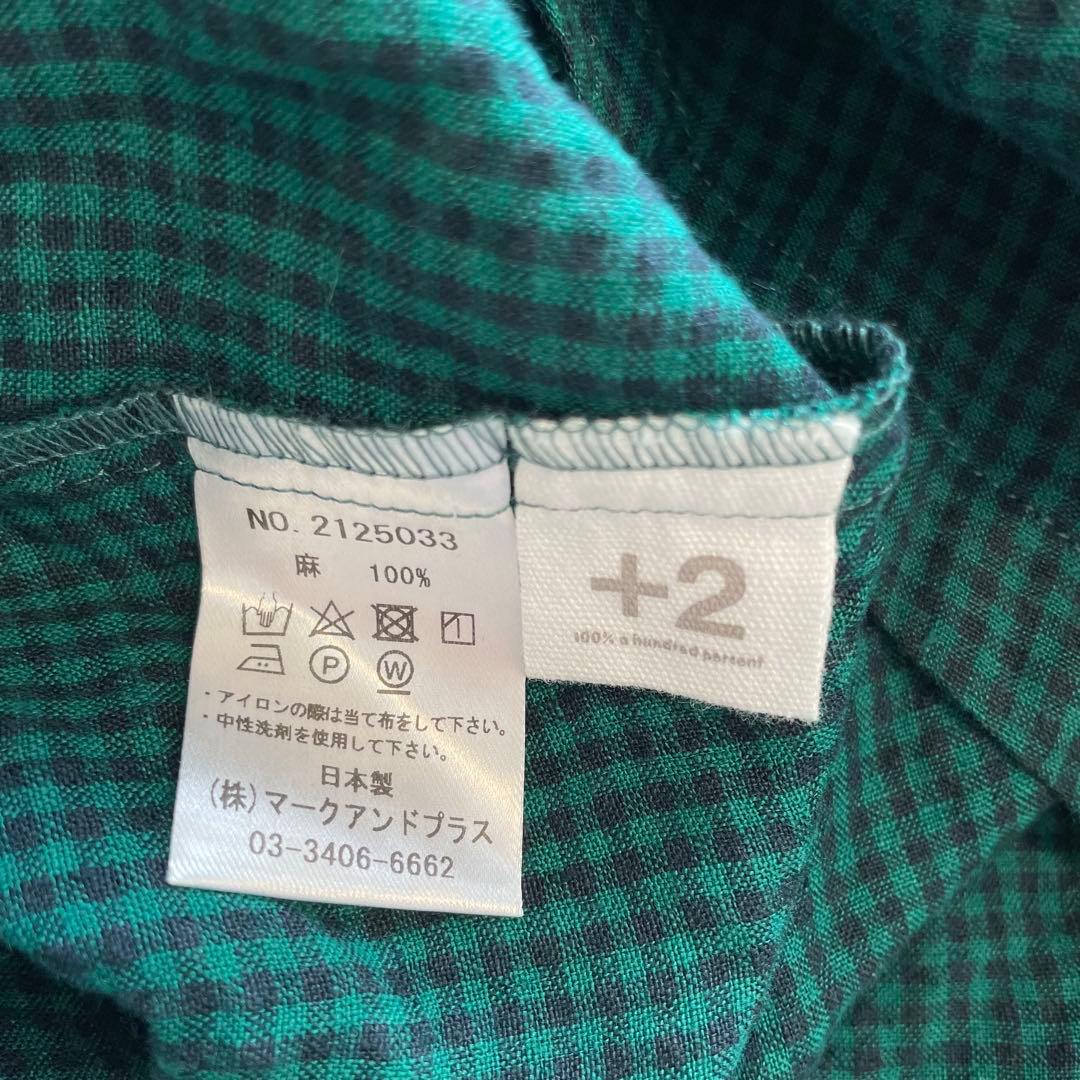 NO. 2125033
麻 100%
P W
・アイロンの際は当て布をして下さい。
・中性洗剤を使用して下さい。
日本製
(株)マークアンドプラス
03-3406-6662
+2
100% a hundred persent